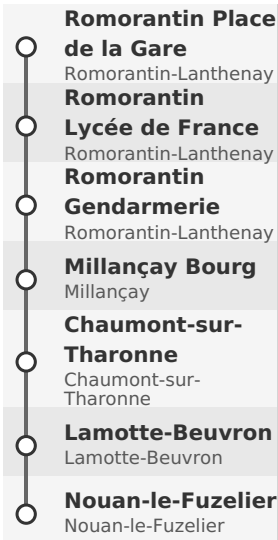 Romorantin Place
de la Gare
Romorantin-Lanthenay
Romorantin
Lycée de France
Romorantin-Lanthenay
Romorantin
Gendarmerie
Romorantin-Lanthenay
Millançay Bourg
Millançay
Chaumont-sur-
Tharonne
Chaumont-sur-
Tharonne
Lamotte-Beuvron
Lamotte-Beuvron
Nouan-le-Fuzelier
Nouan-le-Fuzelier